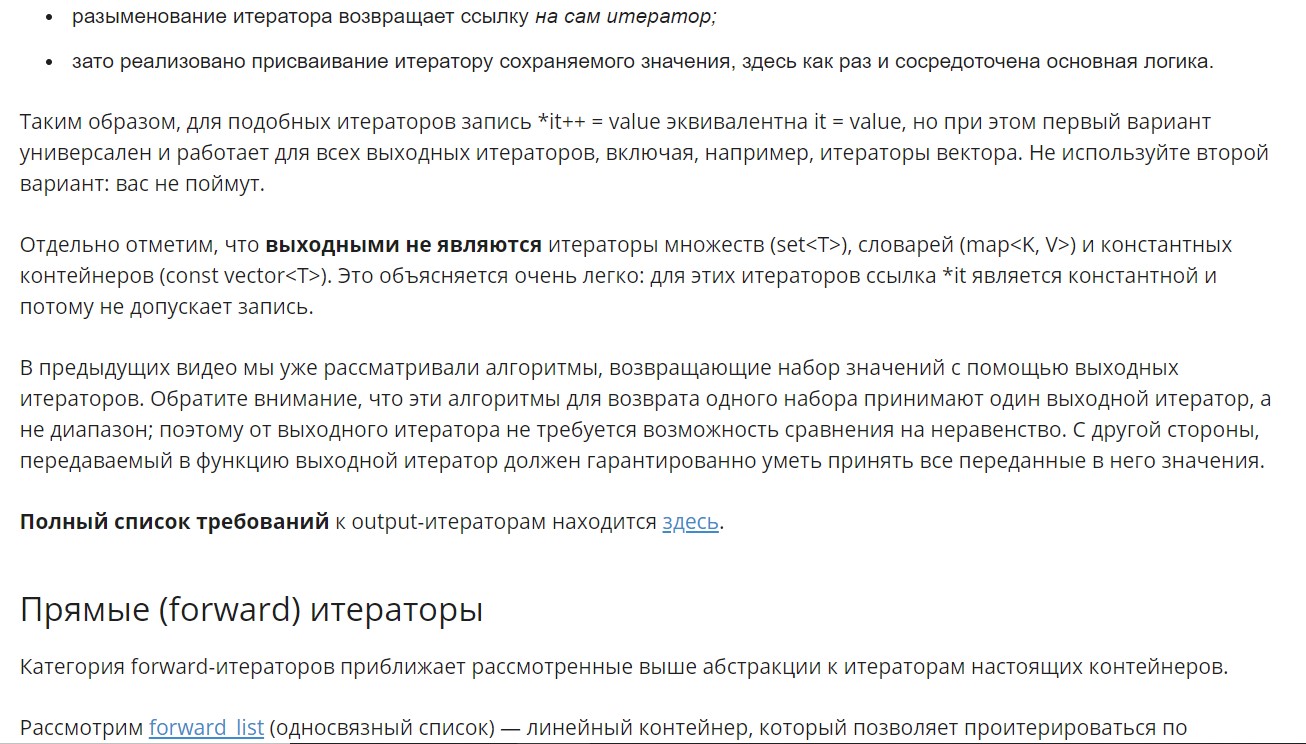 разыменование итератора возвращает ссылку на сам итератор;
зато реализовано присваивание итератору сохраняемого значения, здесь как раз и сосредоточена основная логика.
Таким образом, для подобных итераторов запись *it++ = value эквивалентна it = value, но при этом первый вариант
универсален и работает для всех выходных итераторов, включая, например, итераторы вектора. Не используйте второй
вариант: вас не поймут.
Отдельно отметим, что выходными не являются итераторы множеств (set<T>), словарей (map<K, V>) и константных
контейнеров (const vector<T>). Это объясняется очень легко: для этих итераторов ссылка *it является константной и
потому не допускает запись.
В предыдущих видео мы уже рассматривали алгоритмы, возвращающие набор значений с помощью выходных
итераторов. Обратите внимание, что эти алгоритмы для возврата одного набора принимают один выходной итератор, а
не диапазон; поэтому от выходного итератора не требуется возможность сравнения на неравенство. С другой стороны,
передаваемый в функцию выходной итератор должен гарантированно уметь принять все переданные в него значения.
Полный список требований к output-итераторам находится здесь.
Прямые (forward) итераторы
Категория forward-итераторов приближает рассмотренные выше абстракции к итераторам настоящих контейнеров.
Рассмотрим forward_list (односвязный список) — линейный контейнер, который позволяет проитерироваться по